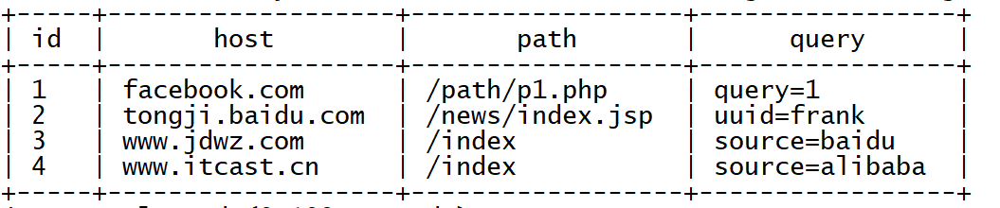 +-----+-------------------+------------------+-----------------+
| id  |       host        |       path       |      query      |
+-----+-------------------+------------------+-----------------+
| 1   | facebook.com      | /path/p1.php     | query=1         |
| 2   | tongji.baidu.com  | /news/index.jsp  | uuid=frank      |
| 3   | www.jdwz.com      | /index           | source=baidu    |
| 4   | www.itcast.cn     | /index           | source=alibaba  |
+-----+-------------------+------------------+-----------------+